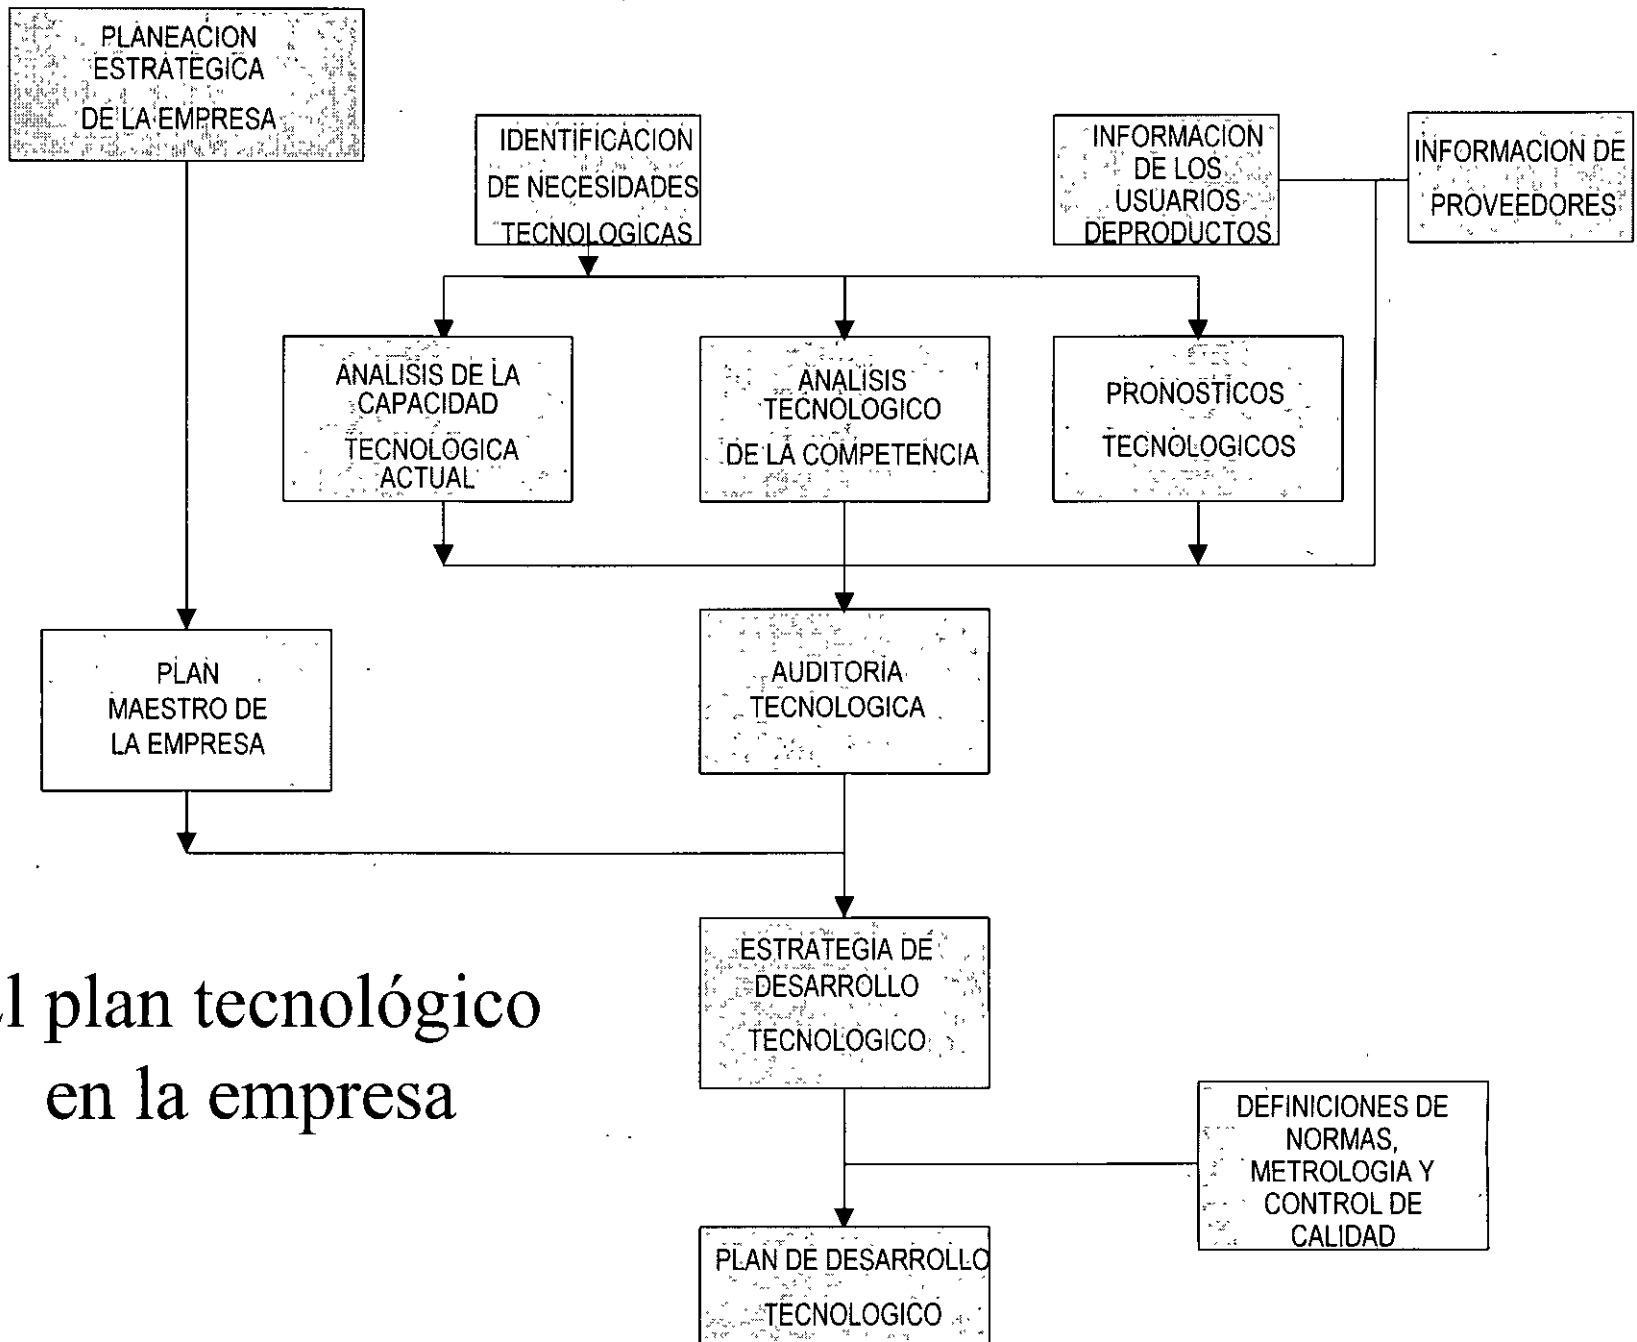 PLANEACION
ESTRATEGICA
DE LA EMPRESA
IDENTIFICACION
DE NECESIDADES
TECNOLOGICAS
INFORMACION
DE LOS
USUARIOS
DEPRODUCTOS
INFORMACION DE
PROVEEDORES
ANALISIS DE LA
CAPACIDAD
TECNOLOGICA
ACTUAL
ANALISIS
TECNOLOGICO
DE LA COMPETENCIA
PRONOSTICOS
TECNOLOGICOS
PLAN
MAESTRO DE
LA EMPRESA
AUDITORIA
TECNOLOGICA
ESTRATEGIA DE
DESARROLLO
TECNOLOGICO
El plan tecnológico
en la empresa
DEFINICIONES DE
NORMAS,
METROLOGIA Y
CONTROL DE
CALIDAD
PLAN DE DESARROLLO
TECNOLOGICO